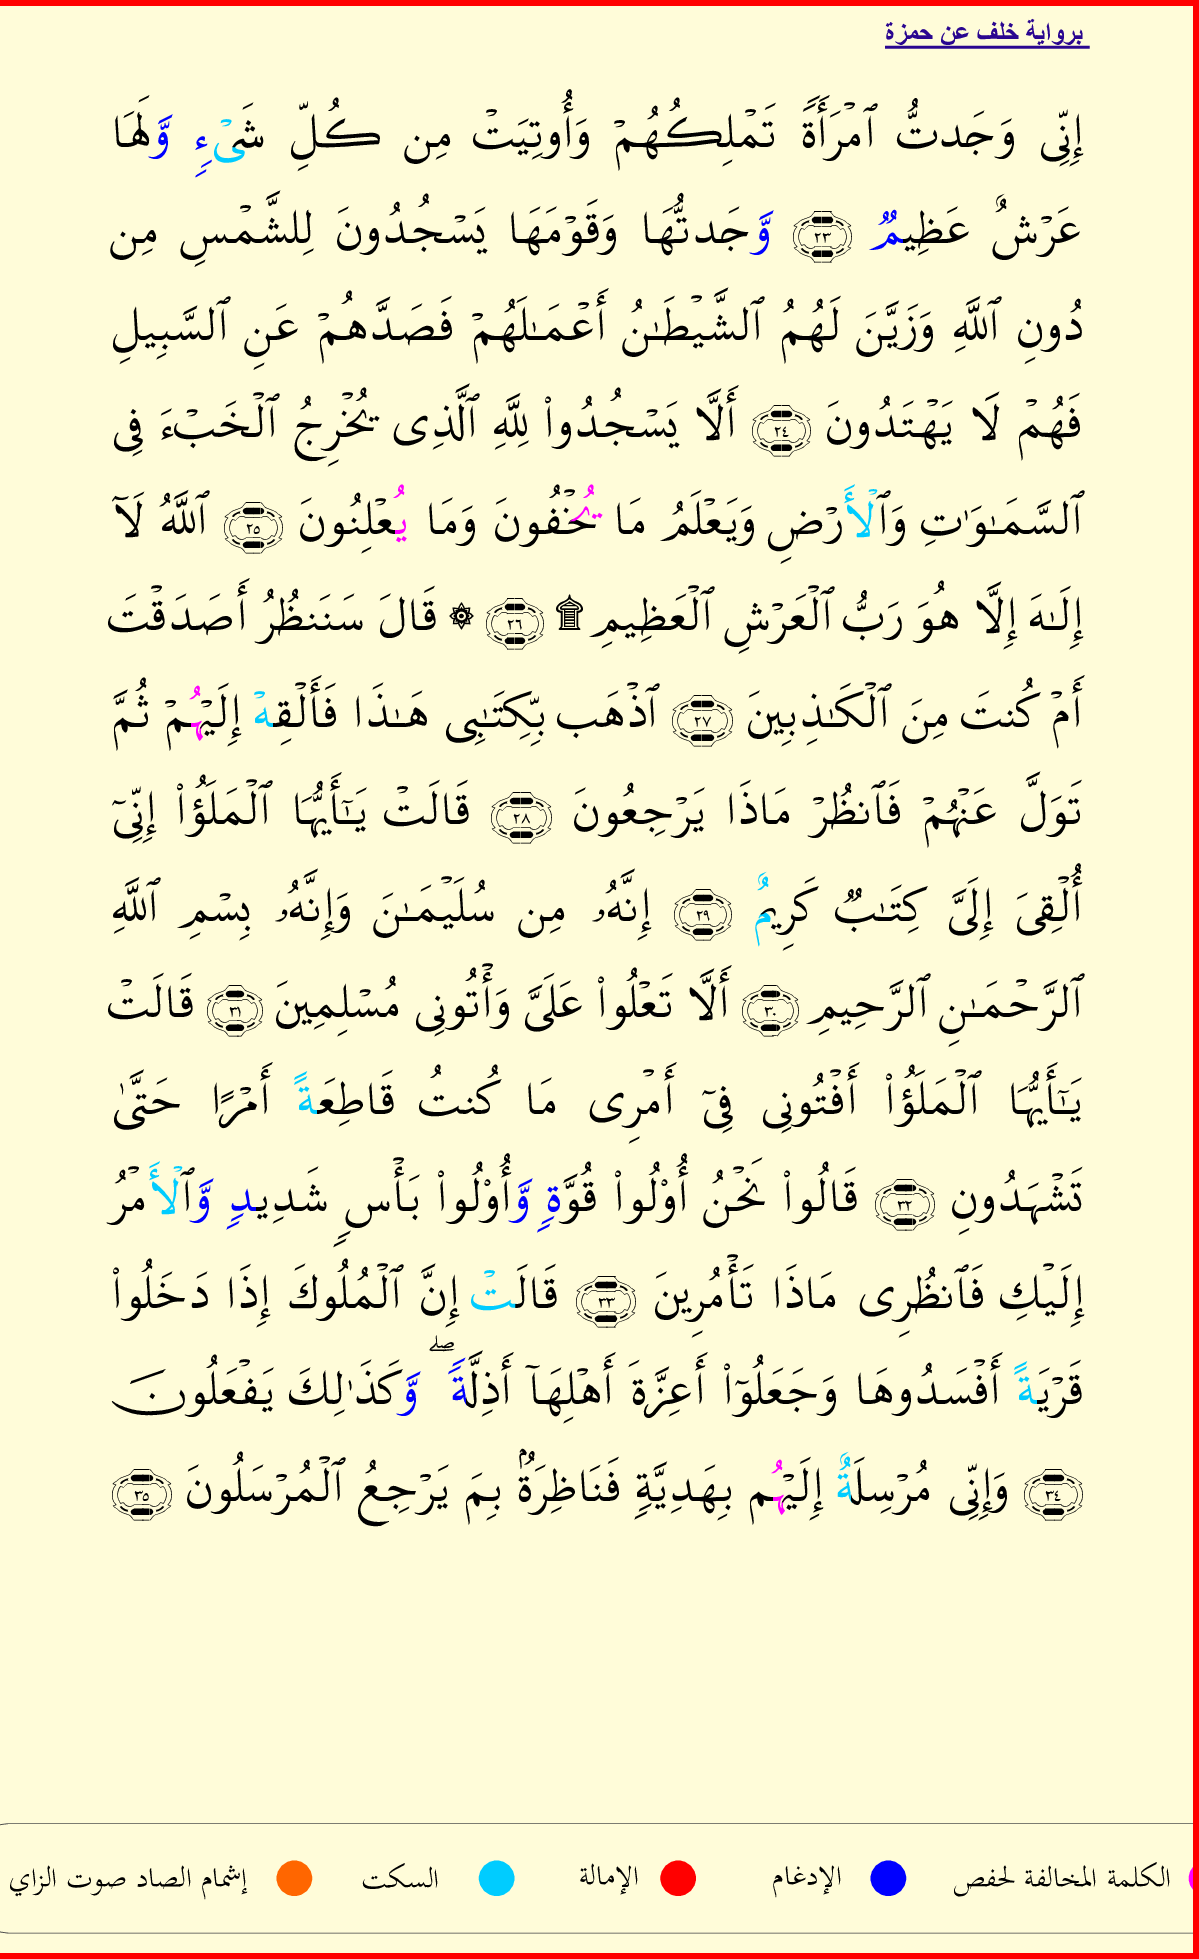 برواية خلف عن حمزة
إِنِّى وَجَدتُّ ٱمْرَأَةً تَمْلِكُهُمْ وَأُوتِيَتْ مِن كُلِّ شَىْءٍ وَّلَهَا
عَرْشٌ عَظِيمٌ ٢٣ وَّجَدتُّهَا وَقَوْمَهَا يَسْجُدُونَ لِلشَّمْسِ مِن
دُونِ ٱللَّهِ وَزَيَّنَ لَهُمُ ٱلشَّيْطَـٰنُ أَعْمَـٰلَهُمْ فَصَدَّهُمْ عَنِ ٱلسَّبِيلِ
فَهُمْ لَا يَهْتَدُونَ ٢٤ أَلَّا يَسْجُدُوا۟ لِلَّهِ ٱلَّذِى يُخْرِجُ ٱلْخَبْءَ فِى
ٱلسَّمَـٰوَٰتِ وَٱلْأَرْضِ وَيَعْلَمُ مَا يُخْفُونَ وَمَا يُعْلِنُونَ ٢٥ ٱللَّهُ لَآ
إِلَـٰهَ إِلَّا هُوَ رَبُّ ٱلْعَرْشِ ٱلْعَظِيمِ ۩ ٢٦ ۞ قَالَ سَنَنظُرُ أَصَدَقْتَ
أَمْ كُنتَ مِنَ ٱلْكَـٰذِبِينَ ٢٧ ٱذْهَب بِّكِتَـٰبِى هَـٰذَا فَأَلْقِهْ إِلَيْهُمْ ثُمَّ
تَوَلَّ عَنْهُمْ فَٱنظُرْ مَاذَا يَرْجِعُونَ ٢٨ قَالَتْ يَـٰٓأَيُّهَا ٱلْمَلَؤُا۟ إِنِّىٓ
أُلْقِىَ إِلَىَّ كِتَـٰبٌ كَرِيمٌ ٢٩ إِنَّهُۥ مِن سُلَيْمَـٰنَ وَإِنَّهُۥ بِسْمِ ٱللَّهِ
ٱلرَّحْمَـٰنِ ٱلرَّحِيمِ ٣٠ أَلَّا تَعْلُوا۟ عَلَىَّ وَأْتُونِى مُسْلِمِينَ ٣١ قَالَتْ
يَـٰٓأَيُّهَا ٱلْمَلَؤُا۟ أَفْتُونِى فِىٓ أَمْرِى مَا كُنتُ قَاطِعَةً أَمْرًا حَتَّىٰ
تَشْهَدُونِ ٣٢ قَالُوا۟ نَحْنُ أُو۟لُوا۟ قُوَّةٍ وَّأُو۟لُوا۟ بَأْسٍ شَدِيدٍ وَّٱلْأَمْرُ
إِلَيْكِ فَٱنظُرِى مَاذَا تَأْمُرِينَ ٣٣ قَالَتْ إِنَّ ٱلْمُلُوكَ إِذَا دَخَلُوا۟
قَرْيَةً أَفْسَدُوهَا وَجَعَلُوٓا۟ أَعِزَّةَ أَهْلِهَآ أَذِلَّةً ۖ وَّكَذَٰلِكَ يَفْعَلُونَ
٣٤ وَإِنِّى مُرْسِلَةٌ إِلَيْهُم بِهَدِيَّةٍ فَنَاظِرَةٌۢ بِمَ يَرْجِعُ ٱلْمُرْسَلُونَ ٣٥
الكلمة المخالفة لحفص الإدغام الإمالة السكت إشمام الصاد صوت الزاي